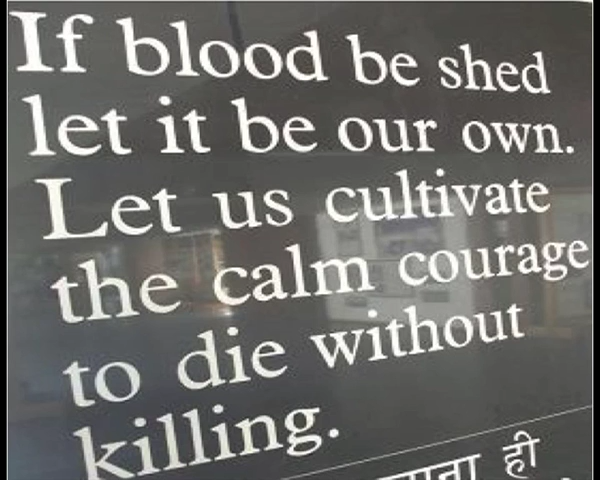 If blood be shed
let it be our own.
Let us cultivate
the calm courage
to die without
killing.
ही